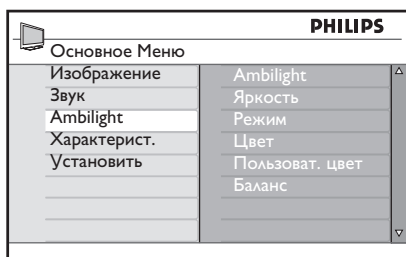 PHILIPS
Основное Меню
Изображение
Звук
Ambilight
Характерист.
Установить
Ambilight
Яркость
Режим
Цвет
Пользоват. цвет
Баланс